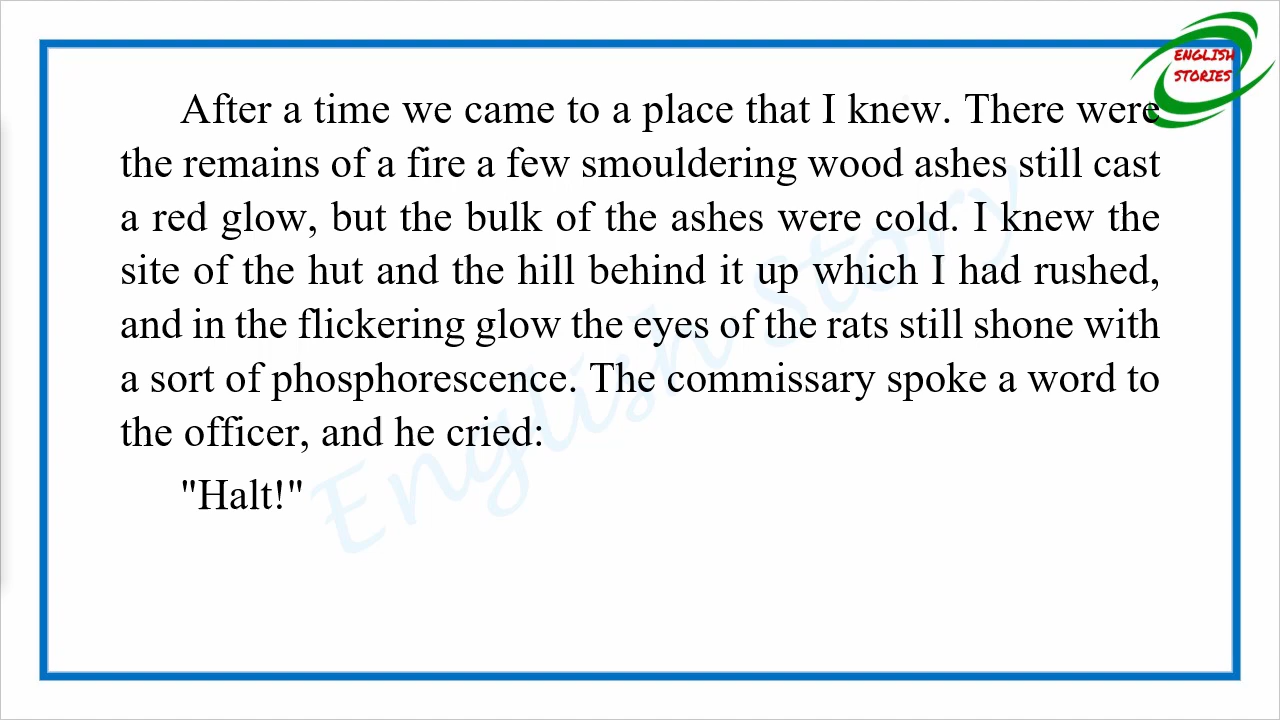 ENGLISH
STORIES
After a time we came to a place that I knew. There were
the remains of a fire a few smouldering wood ashes still cast
a red glow, but the bulk of the ashes were cold. I knew the
site of the hut and the hill behind it up which I had rushed,
and in the flickering glow the eyes of the rats still shone with
a sort of phosphorescence. The commissary spoke a word to
the officer, and he cried:
"Halt!"
English Story